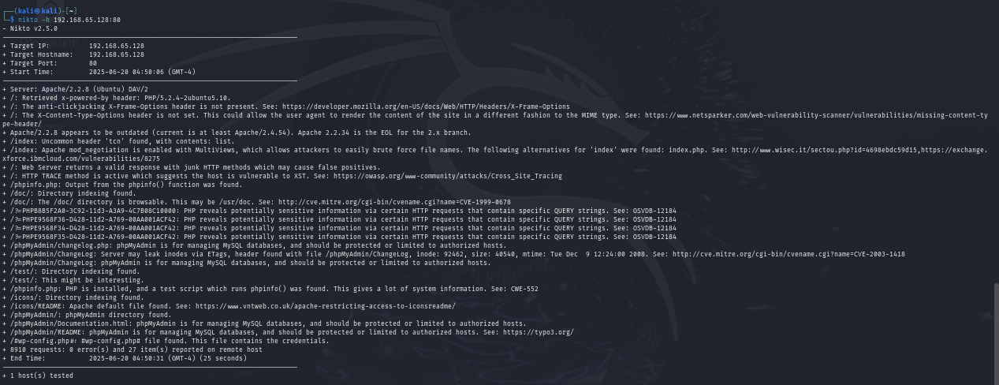 (kali㉿kali)-[~]
$ nikto -h 192.168.65.128:80
- Nikto v2.5.0
+ Target IP: 192.168.65.128
+ Target Hostname: 192.168.65.128
+ Target Port: 80
+ Start Time: 2025-06-20 04:50:06 (GMT-4)
+ Server: Apache/2.2.8 (Ubuntu) DAV/2
+ /: Retrieved x-powered-by header: PHP/5.2.4-2ubuntu5.10.
+ /: The anti-clickjacking X-Frame-Options header is not present. See: https://developer.mozilla.org/en-US/docs/Web/HTTP/Headers/X-Frame-Options
+ /: The X-Content-Type-Options header is not set. This could allow the user agent to render the content of the site in a different fashion to the MIME type. See: https://www.netsparker.com/web-vulnerability-scanner/vulnerabilities/missing-content-ty
pe-header/
+ Apache/2.2.8 appears to be outdated (current is at least Apache/2.4.54). Apache 2.2.34 is the EOL for the 2.x branch.
+ /index: Uncommon header 'tcn' found, with contents: list.
+ /index: Apache mod_negotiation is enabled with MultiViews, which allows attackers to easily brute force file names. The following alternatives for 'index' were found: index.php. See: http://www.wisec.it/sectou.php?id=4698ebdc59d15,https://exchange.
xforce.ibmcloud.com/vulnerabilities/8275
+ /: Web Server returns a valid response with junk HTTP methods which may cause false positives.
+ /: HTTP TRACE method is active which suggests the host is vulnerable to XST. See: https://owasp.org/www-community/attacks/Cross_Site_Tracing
+ /phpinfo.php: Output from the phpinfo() function was found.
+ /doc/: Directory indexing found.
+ /doc/: The /doc/ directory is browsable. This may be /usr/doc. See: http://cve.mitre.org/cgi-bin/cvename.cgi?name=CVE-1999-0678
+ /?=PHPB8B5F2A0-3C92-11d3-A3A9-4C7B08C10000: PHP reveals potentially sensitive information via certain HTTP requests that contain specific QUERY strings. See: OSVDB-12184
+ /?=PHPE9568F36-D428-11d2-A769-00AA001ACF42: PHP reveals potentially sensitive information via certain HTTP requests that contain specific QUERY strings. See: OSVDB-12184
+ /?=PHPE9568F34-D428-11d2-A769-00AA001ACF42: PHP reveals potentially sensitive information via certain HTTP requests that contain specific QUERY strings. See: OSVDB-12184
+ /?=PHPE9568F35-D428-11d2-A769-00AA001ACF42: PHP reveals potentially sensitive information via certain HTTP requests that contain specific QUERY strings. See: OSVDB-12184
+ /phpMyAdmin/changelog.php: phpMyAdmin is for managing MySQL databases, and should be protected or limited to authorized hosts.
+ /phpMyAdmin/ChangeLog: Server may leak inodes via ETags, header found with file /phpMyAdmin/ChangeLog, inode: 92462, size: 40540, mtime: Tue Dec  9 12:24:00 2008. See: http://cve.mitre.org/cgi-bin/cvename.cgi?name=CVE-2003-1418
+ /phpMyAdmin/ChangeLog: phpMyAdmin is for managing MySQL databases, and should be protected or limited to authorized hosts.
+ /test/: Directory indexing found.
+ /test/: This might be interesting.
+ /phpinfo.php: PHP is installed, and a test script which runs phpinfo() was found. This gives a lot of system information. See: CWE-552
+ /icons/: Directory indexing found.
+ /icons/README: Apache default file found. See: https://www.vntweb.co.uk/apache-restricting-access-to-iconsreadme/
+ /phpMyAdmin/: phpMyAdmin directory found.
+ /phpMyAdmin/Documentation.html: phpMyAdmin is for managing MySQL databases, and should be protected or limited to authorized hosts.
+ /phpMyAdmin/README: phpMyAdmin is for managing MySQL databases, and should be protected or limited to authorized hosts. See: https://typo3.org/
+ /#wp-config.php#: #wp-config.php# file found. This file contains the credentials.
+ 8910 requests: 0 error(s) and 27 item(s) reported on remote host
+ End Time: 2025-06-20 04:50:31 (GMT-4) (25 seconds)
+ 1 host(s) tested